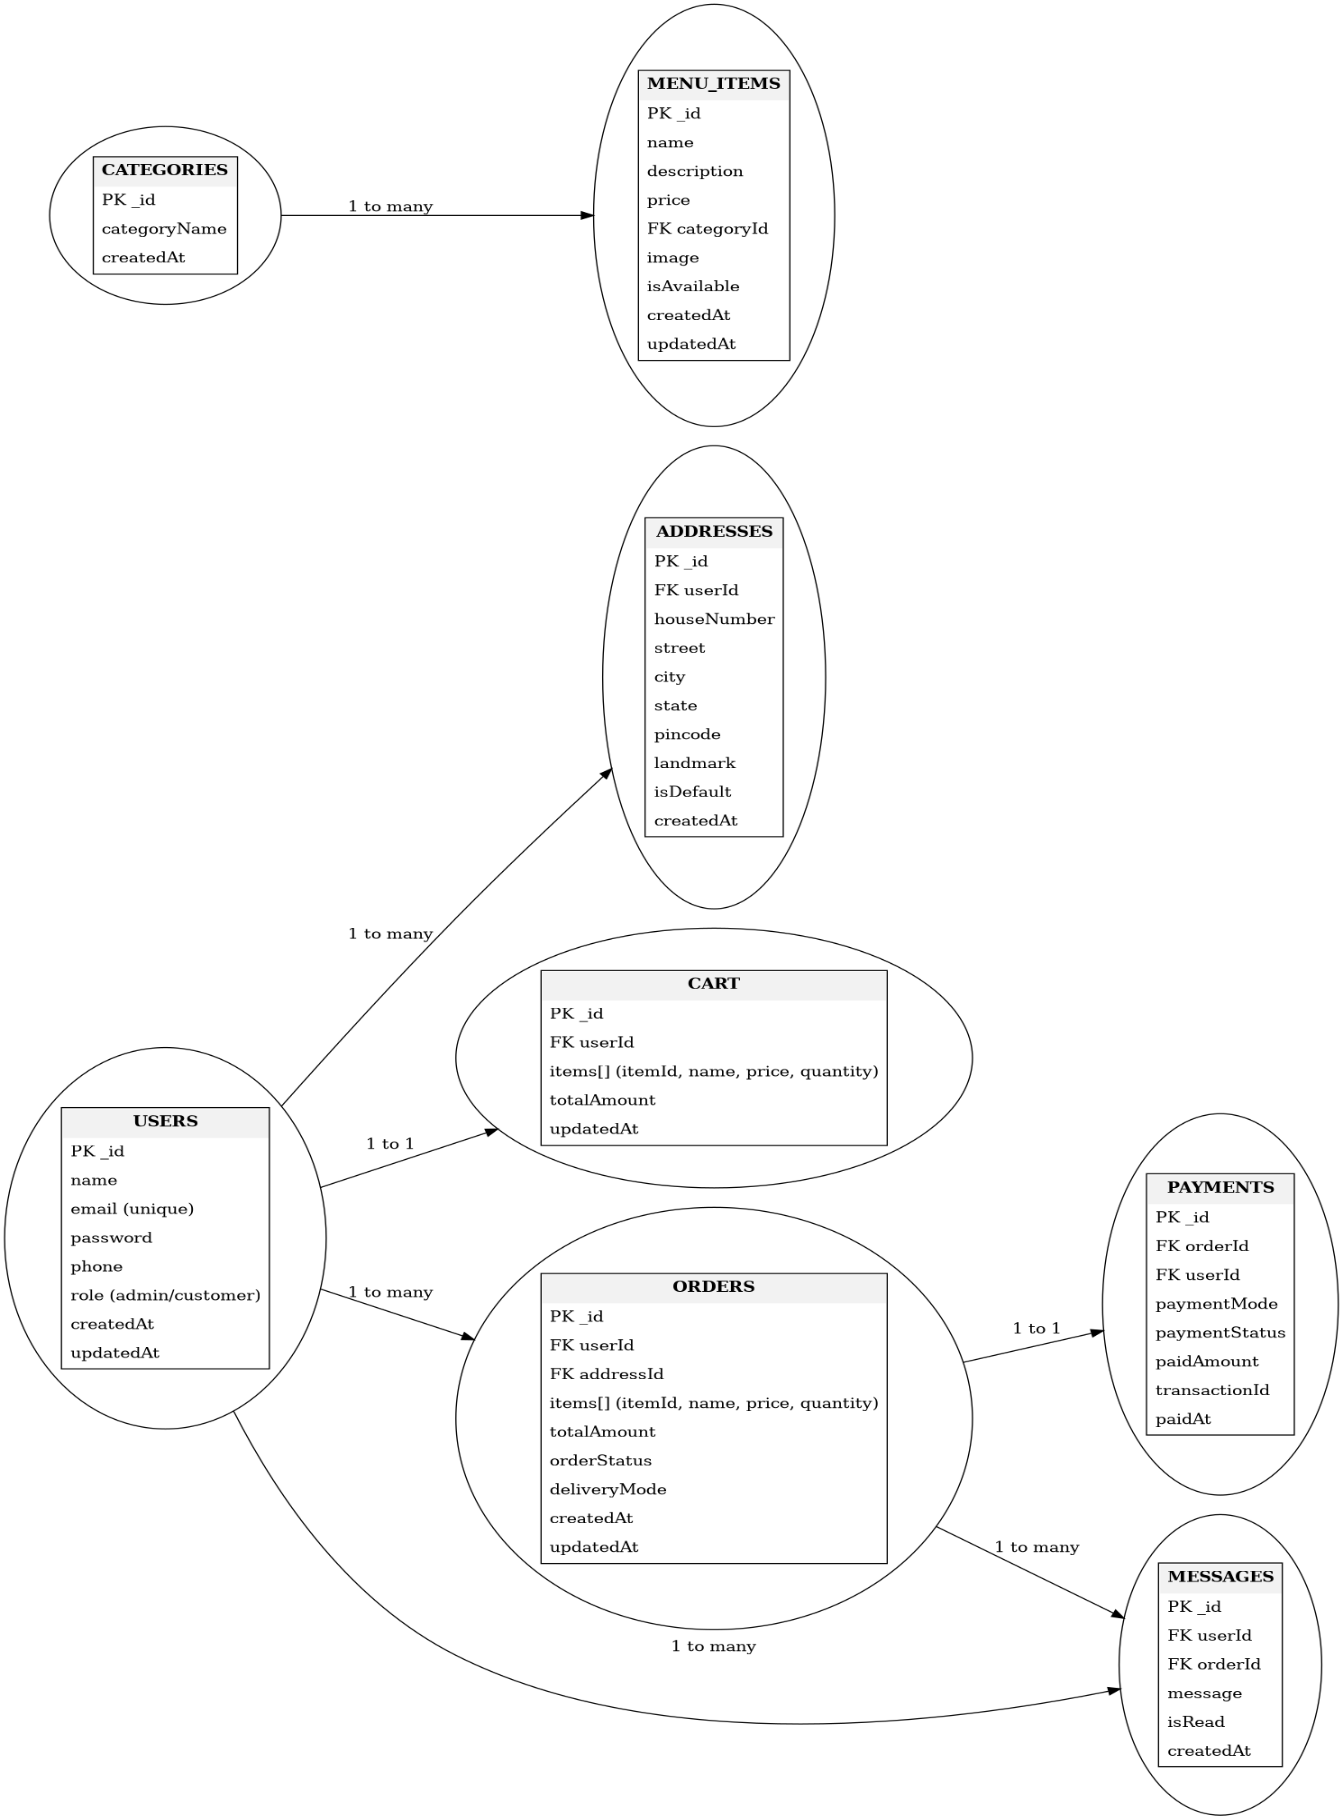 CATEGORIES
PK _id
categoryName
createdAt
1 to many
MENU_ITEMS
PK _id
name
description
price
FK categoryId
image
isAvailable
createdAt
updatedAt
ADDRESSES
PK _id
FK userId
houseNumber
street
city
state
pincode
landmark
isDefault
createdAt
1 to many
USERS
PK _id
name
email (unique)
password
phone
role (admin/customer)
createdAt
updatedAt
1 to 1
CART
PK _id
FK userId
items[] (itemId, name, price, quantity)
totalAmount
updatedAt
1 to many
ORDERS
PK _id
FK userId
FK addressId
items[] (itemId, name, price, quantity)
totalAmount
orderStatus
deliveryMode
createdAt
updatedAt
1 to 1
PAYMENTS
PK _id
FK orderId
FK userId
paymentMode
paymentStatus
paidAmount
transactionId
paidAt
1 to many
1 to many
MESSAGES
PK _id
FK userId
FK orderId
message
isRead
createdAt